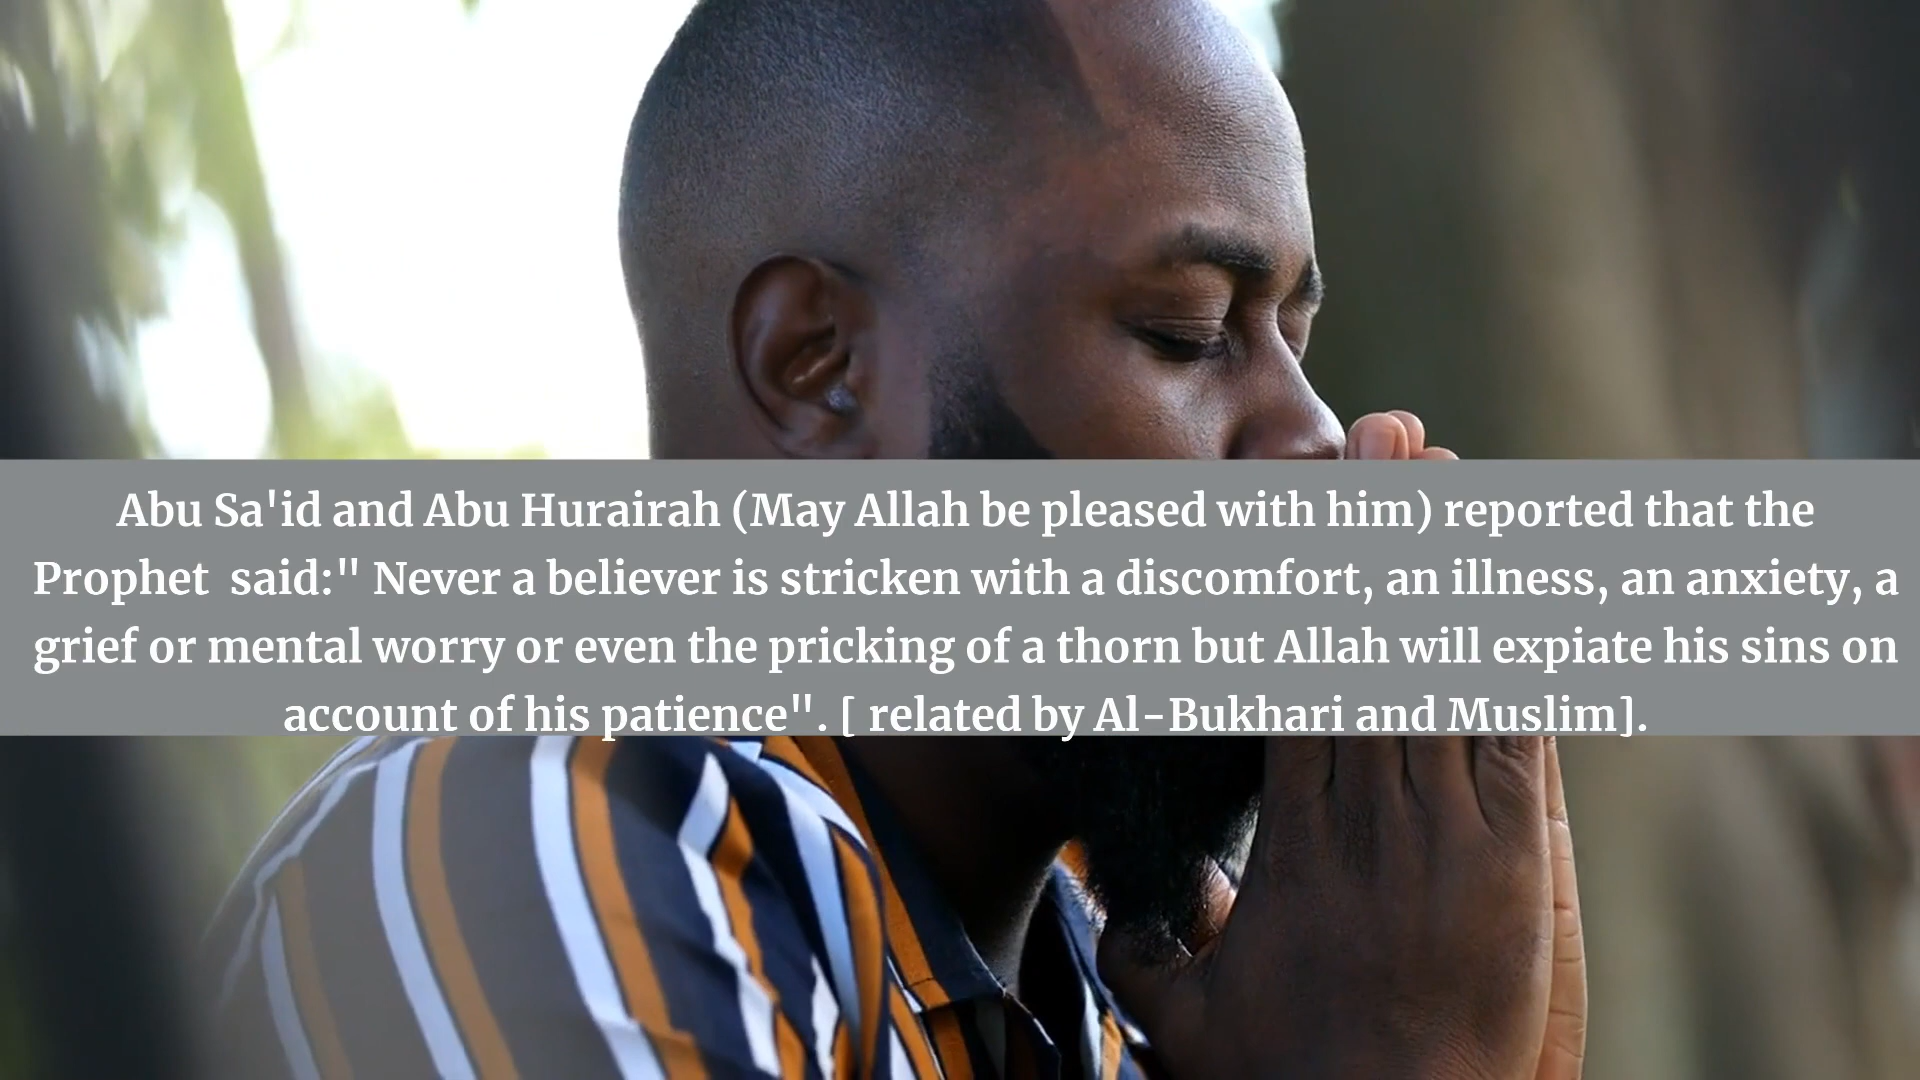 Abu Sa'id and Abu Hurairah (May Allah be pleased with him) reported that the
Prophet  said:" Never a believer is stricken with a discomfort, an illness, an anxiety, a
grief or mental worry or even the pricking of a thorn but Allah will expiate his sins on
account of his patience". [ related by Al-Bukhari and Muslim].